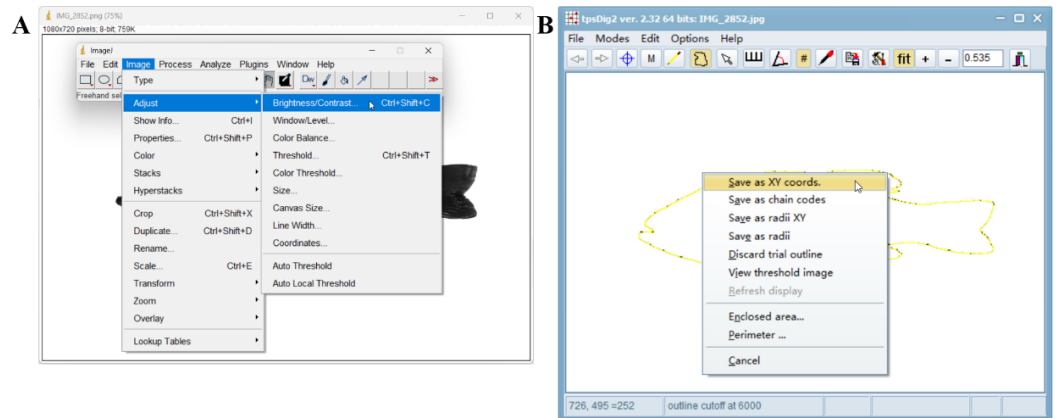 A
IMG_2852.png (75%)
1080x720 pixels; 8-bit; 759K
ImageJ
File Edit Image Process Analyze Plugins Window Help
Dev
Freehand sel
Type
Adjust
Show Info... Ctrl+I
Properties... Ctrl+Shift+P
Color
Stacks
Hyperstacks
Crop Ctrl+Shift+X
Duplicate... Ctrl+Shift+D
Rename...
Scale... Ctrl+E
Transform
Zoom
Overlay
Lookup Tables
Brightness/Contrast... Ctrl+Shift+C
Window/Level...
Color Balance...
Threshold... Ctrl+Shift+T
Color Threshold...
Size...
Canvas Size...
Line Width...
Coordinates...
Auto Threshold
Auto Local Threshold
B
tpsDig2 ver. 2.32 64 bits: IMG_2852.jpg
File Modes Edit Options Help
M # fit + - 0.535
Save as XY coords.
Save as chain codes
Save as radii XY
Save as radii
Discard trial outline
View threshold image
Refresh display
Enclosed area...
Perimeter ...
Cancel
726, 495 =252 outline cutoff at 6000